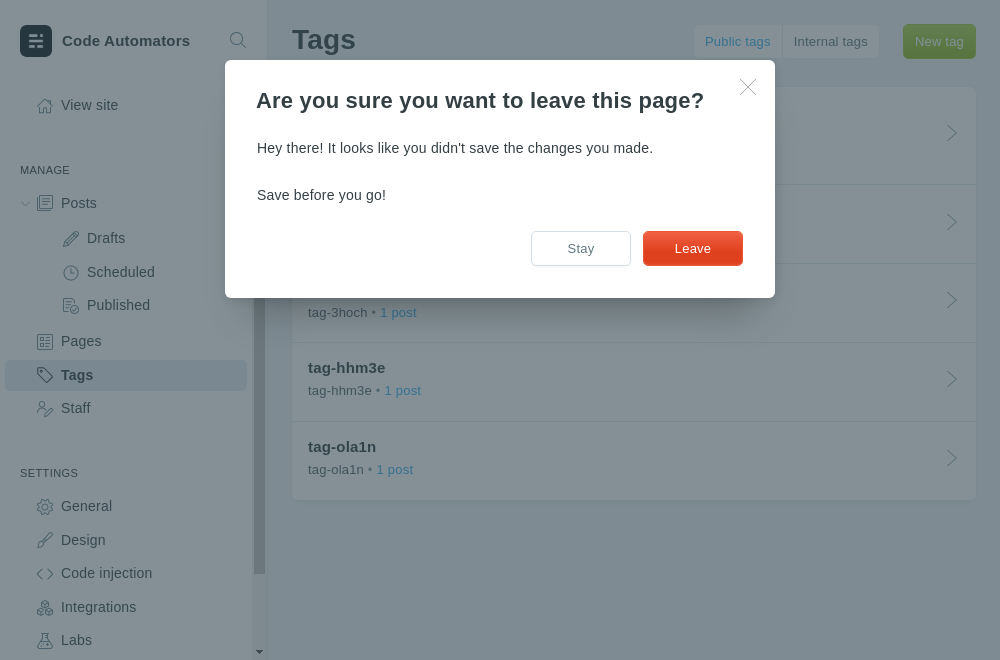 Code Automators
Tags
Public tags
Internal tags
New tag
View site
MANAGE
Posts
Drafts
Scheduled
Published
Pages
Tags
Staff
SETTINGS
General
Design
Code injection
Integrations
Labs
Are you sure you want to leave this page?
Hey there! It looks like you didn't save the changes you made.
Save before you go!
Stay
Leave
tag-3hoch • 1 post
tag-hhm3e
tag-hhm3e • 1 post
tag-ola1n
tag-ola1n • 1 post